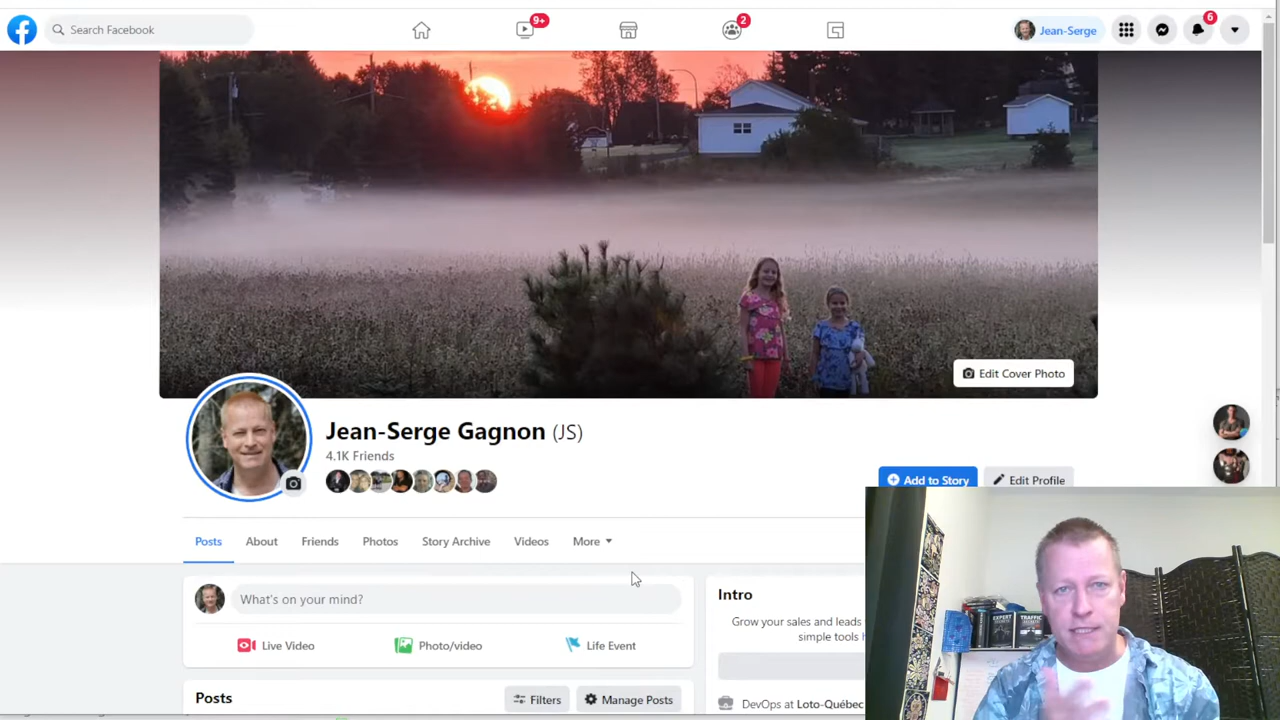 Search Facebook
9+
2
Jean-Serge
6
Edit Cover Photo
Jean-Serge Gagnon (JS)
4.1K Friends
Add to Story
Edit Profile
Posts
About
Friends
Photos
Story Archive
Videos
More
What's on your mind?
Live Video
Photo/video
Life Event
Intro
Grow your sales and leads
simple tools
Posts
Filters
Manage Posts
DevOps at Loto-Québec
EXPERT
TRAFFIC